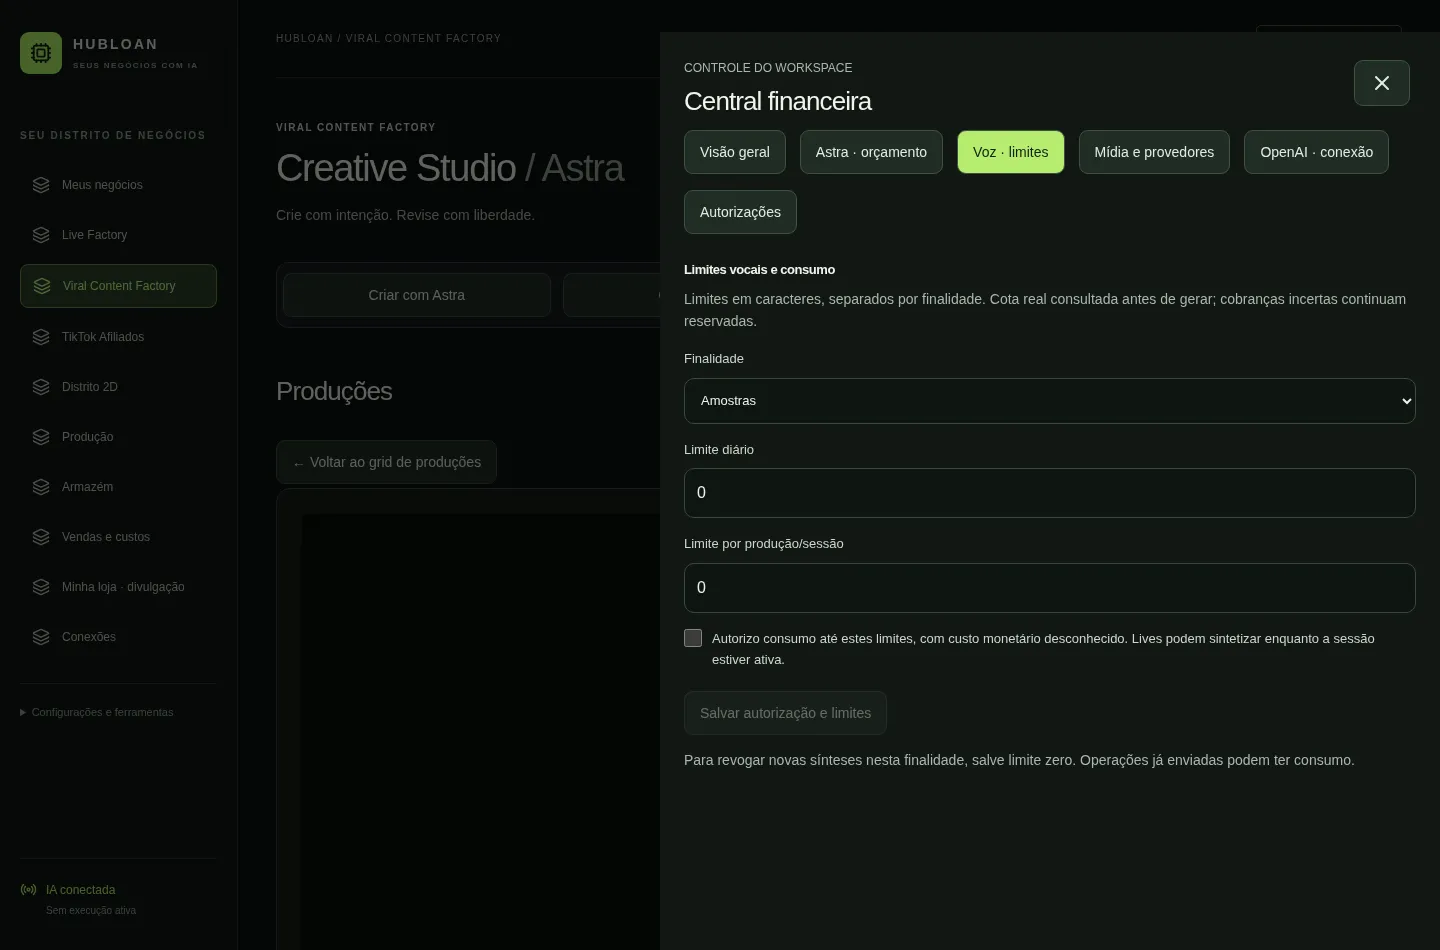 HUBLOAN
SEUS NEGÓCIOS COM IA
SEU DISTRITO DE NEGÓCIOS
Meus negócios
Live Factory
Viral Content Factory
TikTok Afiliados
Distrito 2D
Produção
Armazém
Vendas e custos
Minha loja · divulgação
Conexões
Configurações e ferramentas
IA conectada
Sem execução ativa
HUBLOAN / VIRAL CONTENT FACTORY
VIRAL CONTENT FACTORY
Creative Studio / Astra
Crie com intenção. Revise com liberdade.
Criar com Astra
Produções
← Voltar ao grid de produções
CONTROLE DO WORKSPACE
Central financeira
Visão geral
Astra · orçamento
Voz · limites
Mídia e provedores
OpenAI · conexão
Autorizações
Limites vocais e consumo
Limites em caracteres, separados por finalidade. Cota real consultada antes de gerar; cobranças incertas continuam
reservadas.
Finalidade
Amostras
Limite diário
0
Limite por produção/sessão
0
Autorizo consumo até estes limites, com custo monetário desconhecido. Lives podem sintetizar enquanto a sessão
estiver ativa.
Salvar autorização e limites
Para revogar novas sínteses nesta finalidade, salve limite zero. Operações já enviadas podem ter consumo.